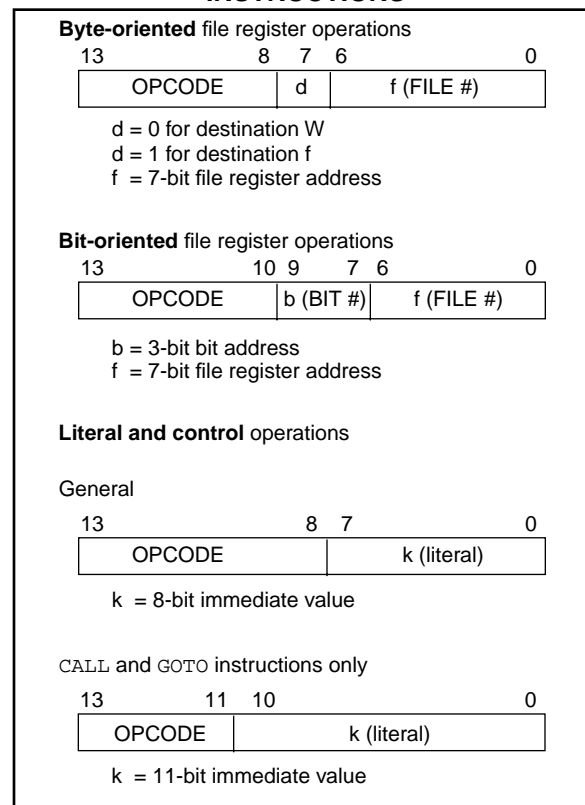 Byte-oriented file register operations
13 8 7 6 0
OPCODE d f (FILE #)
d = 0 for destination W
d = 1 for destination f
f = 7-bit file register address
Bit-oriented file register operations
13 10 9 7 6 0
OPCODE b (BIT #) f (FILE #)
b = 3-bit bit address
f = 7-bit file register address
Literal and control operations
General
13 8 7 0
OPCODE k (literal)
k = 8-bit immediate value
CALL and GOTO instructions only
13 11 10 0
OPCODE k (literal)
k = 11-bit immediate value